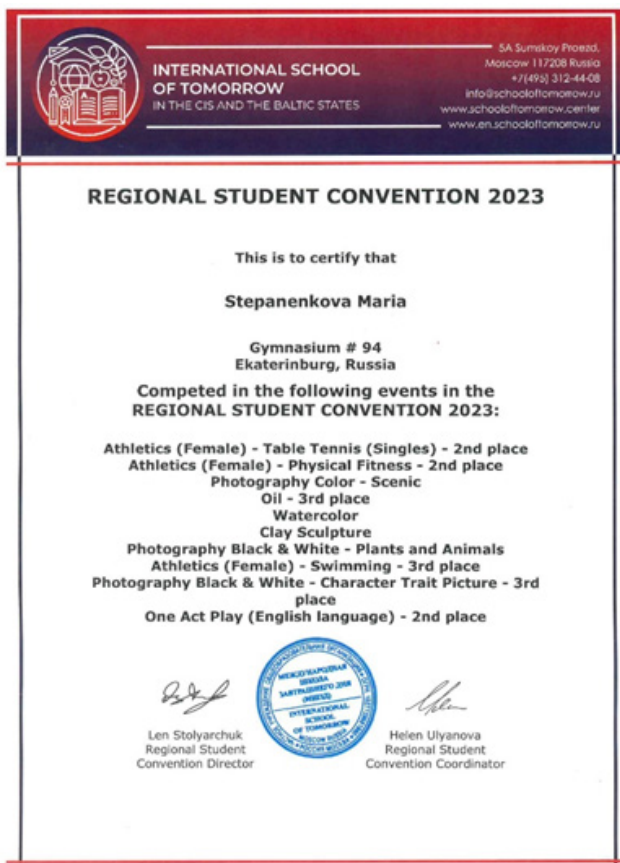 INTERNATIONAL SCHOOL
OF TOMORROW
IN THE CIS AND THE BALTIC STATES
5A Sumskoy Proezd,
Moscow 117208 Russia
+7(495) 312-44-08
info@schooloftomorrow.ru
www.schooloftomorrow.center
www.en.schooloftomorrow.ru
REGIONAL STUDENT CONVENTION 2023
This is to certify that
Stepanenkova Maria
Gymnasium # 94
Ekaterinburg, Russia
Competed in the following events in the
REGIONAL STUDENT CONVENTION 2023:
Athletics (Female) - Table Tennis (Singles) - 2nd place
Athletics (Female) - Physical Fitness - 2nd place
Photography Color - Scenic
Oil - 3rd place
Watercolor
Clay Sculpture
Photography Black & White - Plants and Animals
Athletics (Female) - Swimming - 3rd place
Photography Black & White - Character Trait Picture - 3rd
place
One Act Play (English language) - 2nd place
МЕЖДУНАРОДНАЯ
ШКОЛА
ЗАВТРАШНЕГО ДНЯ
INTERNATIONAL
SCHOOL
OF TOMORROW
MOSCOW RUSSIA
Len Stolyarchuk
Regional Student
Convention Director
Helen Ulyanova
Regional Student
Convention Coordinator